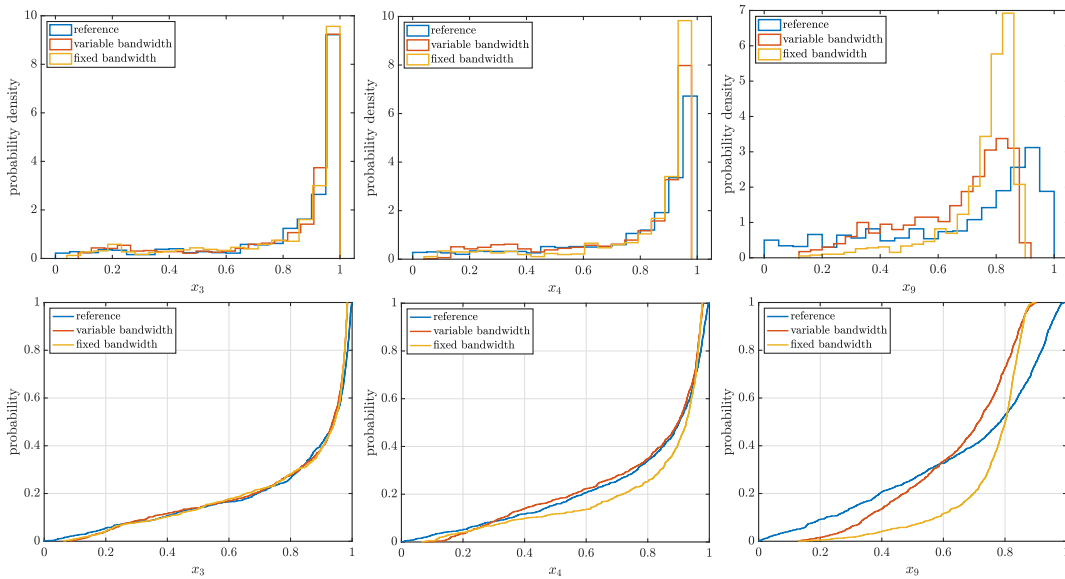 10
8
6
4
2
0
0.0
0.2
0.4
0.6
0.8
1
probability density
x3
reference
variable bandwidth
fixed bandwidth
10
8
6
4
2
0
0.0
0.2
0.4
0.6
0.8
1
probability density
x4
reference
variable bandwidth
fixed bandwidth
7
6
5
4
3
2
1
0
0.0
0.2
0.4
0.6
0.8
1
probability density
x9
reference
variable bandwidth
fixed bandwidth
1
0.8
0.6
0.4
0.2
0
0
0.2
0.4
0.6
0.8
1
probability
x3
reference
variable bandwidth
fixed bandwidth
1
0.8
0.6
0.4
0.2
0
0
0.2
0.4
0.6
0.8
1
probability
x4
reference
variable bandwidth
fixed bandwidth
1
0.8
0.6
0.4
0.2
0
0
0.2
0.4
0.6
0.8
1
probability
x9
reference
variable bandwidth
fixed bandwidth